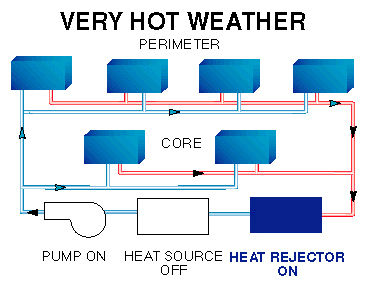 VERY HOT WEATHER
PERIMETER
CORE
PUMP ON
HEAT SOURCE
OFF
HEAT REJECTOR
ON